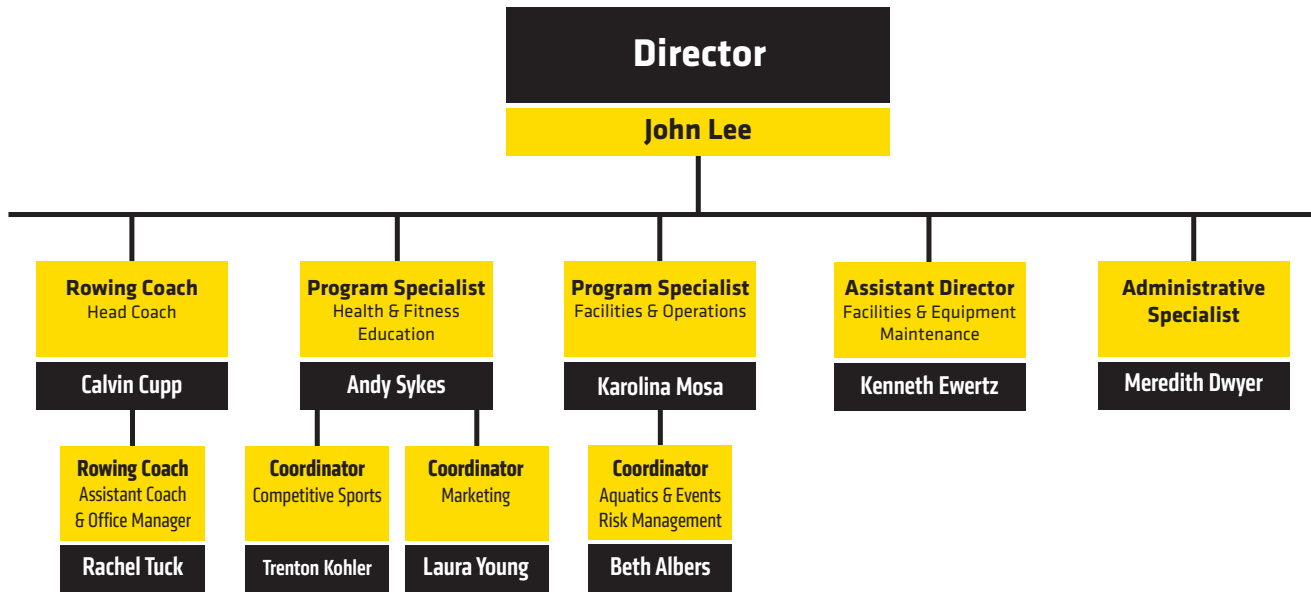 Director
John Lee
Rowing Coach
Head Coach
Calvin Cupp
Program Specialist
Health & Fitness
Education
Andy Sykes
Program Specialist
Facilities & Operations
Karolina Mosa
Assistant Director
Facilities & Equipment
Maintenance
Kenneth Ewertz
Administrative
Specialist
Meredith Dwyer
Rowing Coach
Assistant Coach
& Office Manager
Rachel Tuck
Coordinator
Competitive Sports
Trenton Kohler
Coordinator
Marketing
Laura Young
Coordinator
Aquatics & Events
Risk Management
Beth Albers